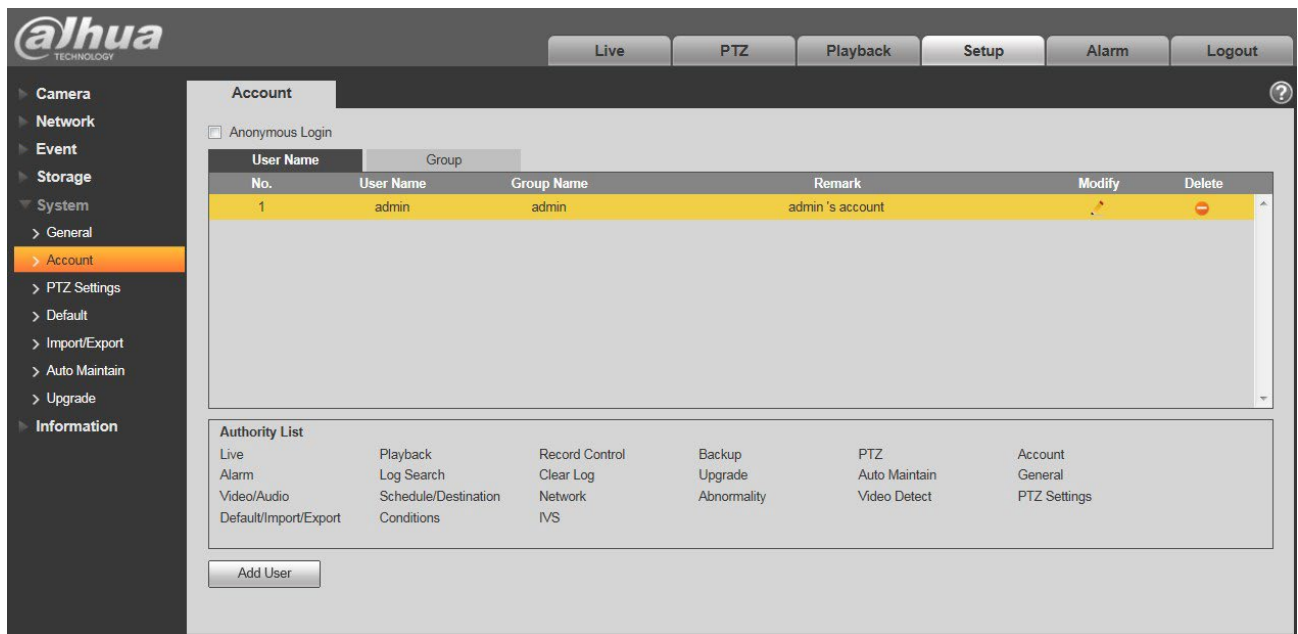 alhua
TECHNOLOGY
Live PTZ Playback Setup Alarm Logout
Camera
Network
Event
Storage
System
General
Account
PTZ Settings
Default
Import/Export
Auto Maintain
Upgrade
Information
Account ?
Anonymous Login
User Name Group
No. User Name Group Name Remark Modify Delete
1 admin admin admin 's account
Authority List
Live Playback Record Control Backup PTZ Account
Alarm Log Search Clear Log Upgrade Auto Maintain General
Video/Audio Schedule/Destination Network Abnormality Video Detect PTZ Settings
Default/Import/Export Conditions IVS
Add User